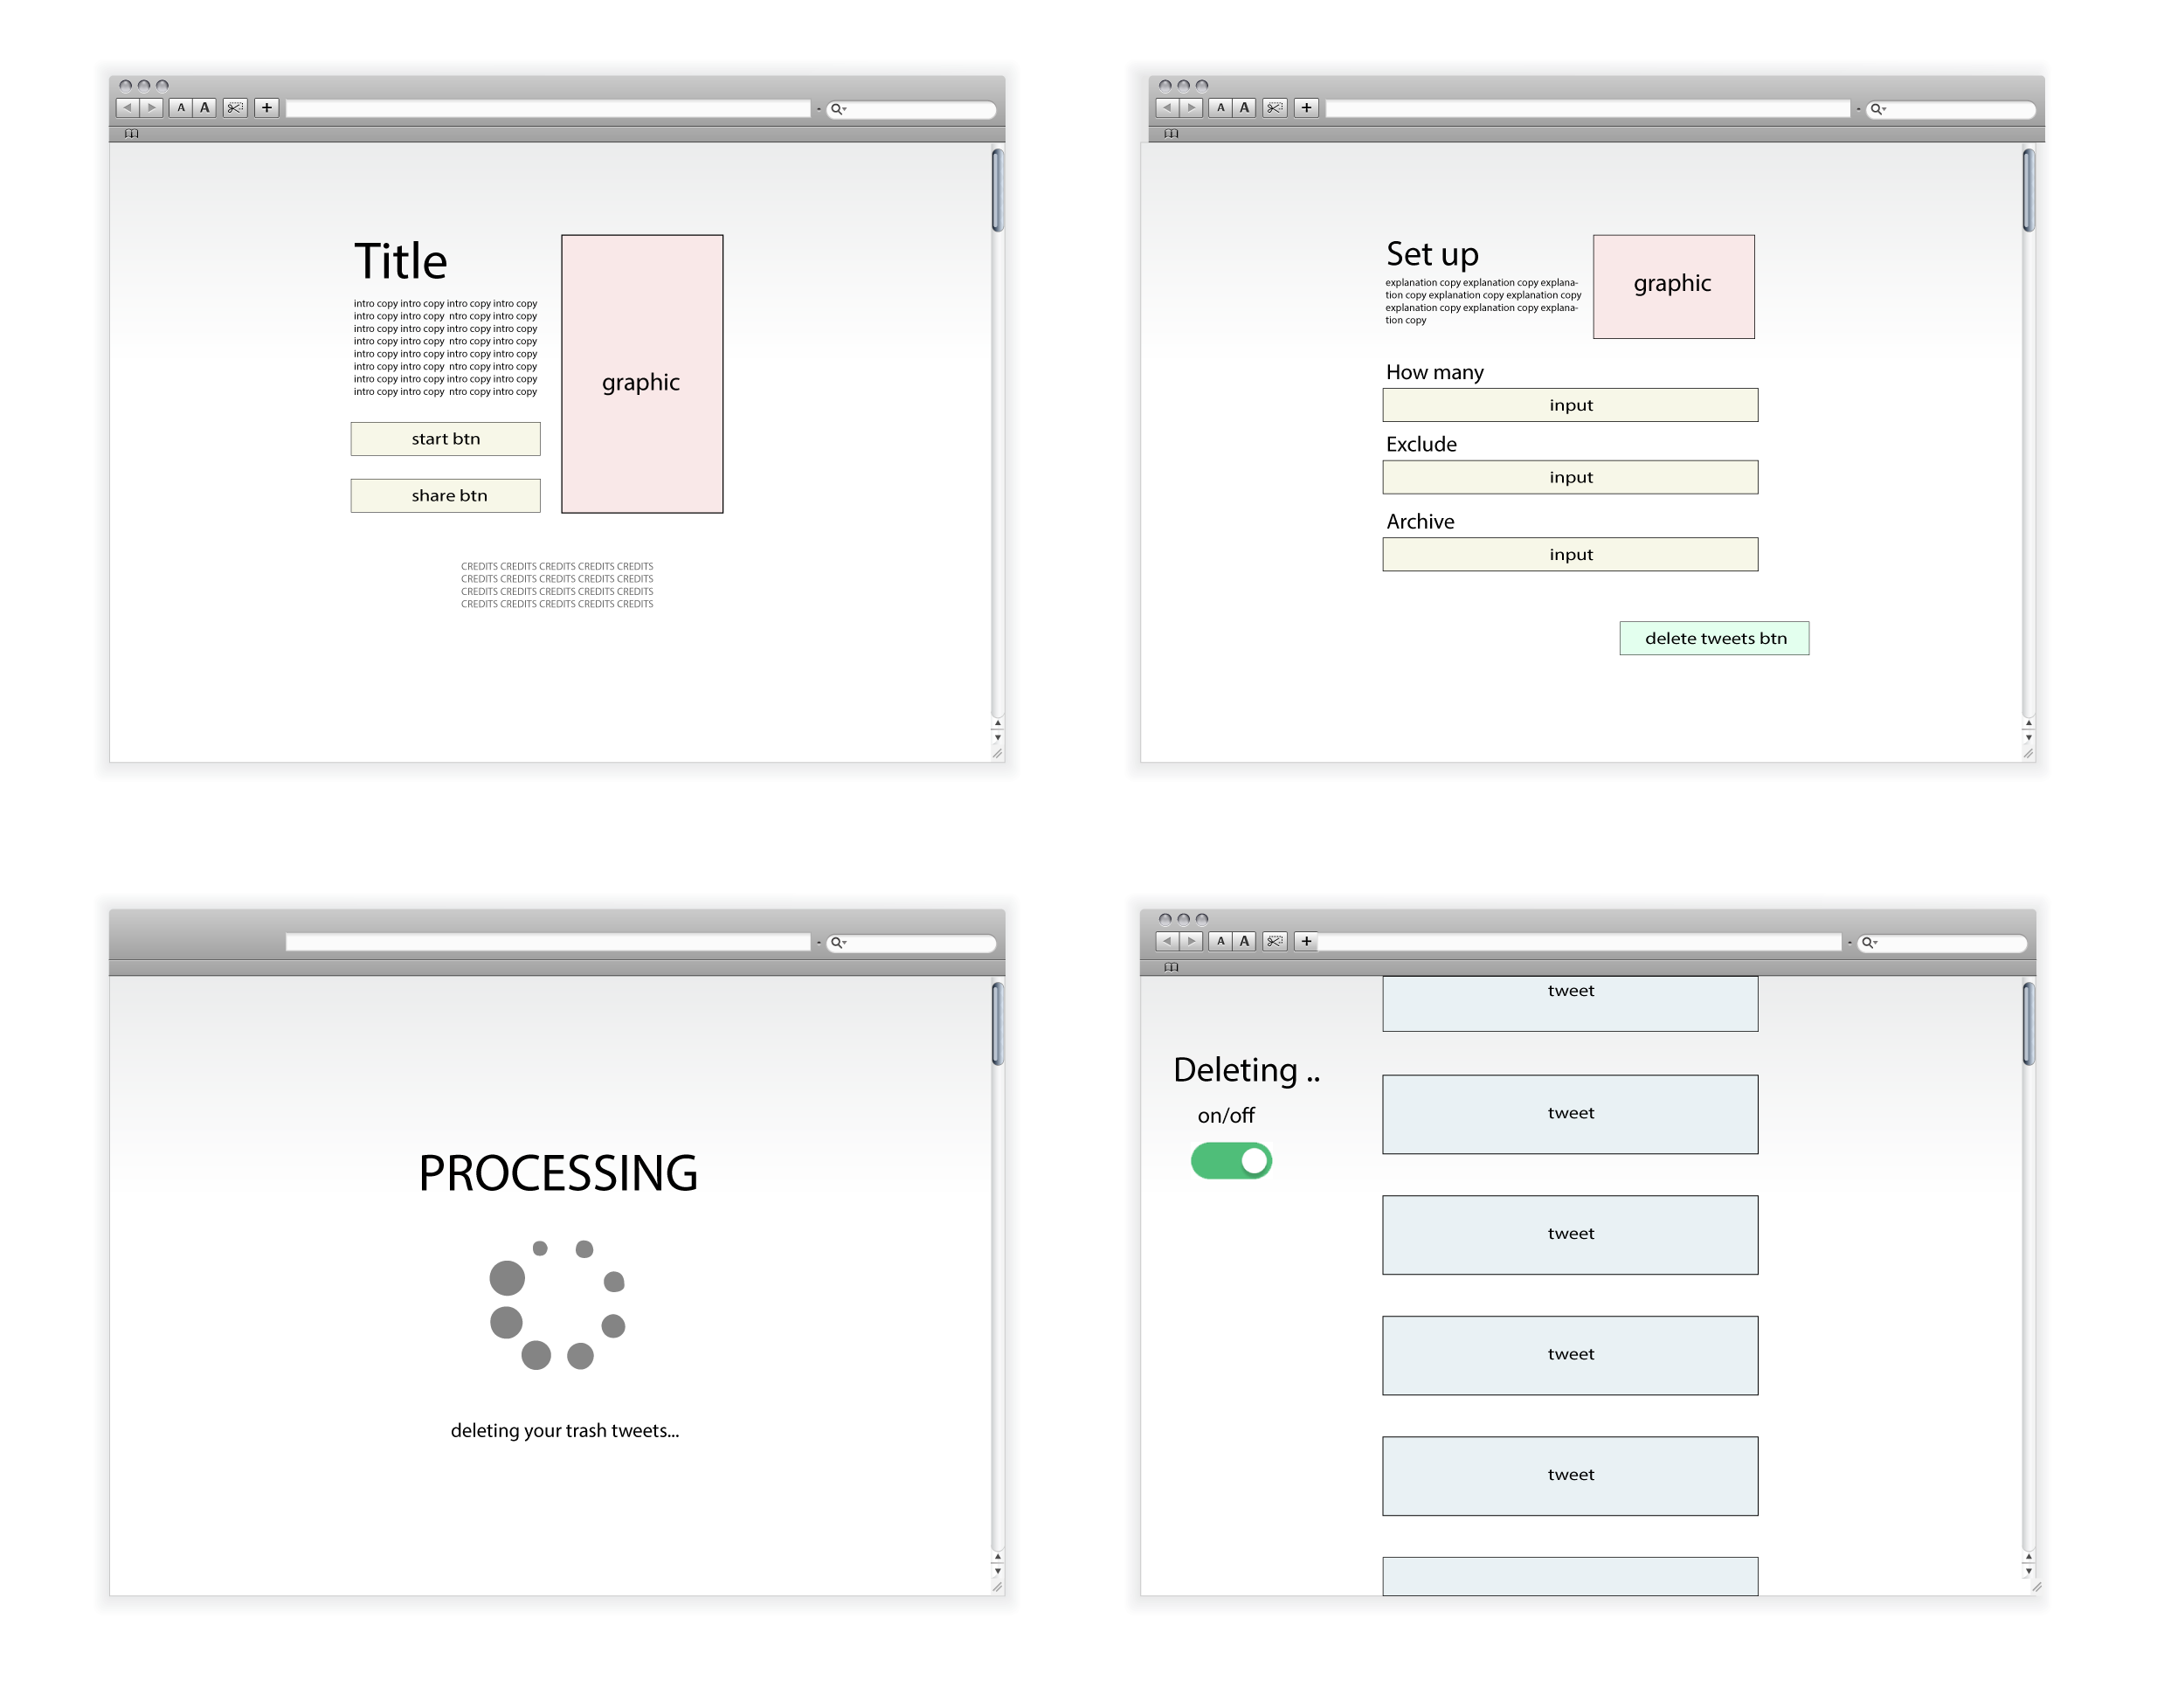 A A +
Title
intro copy intro copy intro copy intro copy
intro copy intro copy  ntro copy intro copy
intro copy intro copy intro copy intro copy
intro copy intro copy  ntro copy intro copy
intro copy intro copy intro copy intro copy
intro copy intro copy  ntro copy intro copy
intro copy intro copy intro copy intro copy
intro copy intro copy  ntro copy intro copy
graphic
start btn
share btn
CREDITS CREDITS CREDITS CREDITS CREDITS
CREDITS CREDITS CREDITS CREDITS CREDITS
CREDITS CREDITS CREDITS CREDITS CREDITS
CREDITS CREDITS CREDITS CREDITS CREDITS
A A +
Set up
explanation copy explanation copy explana-
tion copy explanation copy explanation copy
explanation copy explanation copy explana-
tion copy
graphic
How many
input
Exclude
input
Archive
input
delete tweets btn
PROCESSING
deleting your trash tweets...
A A +
Deleting ..
on/off
tweet
tweet
tweet
tweet
tweet